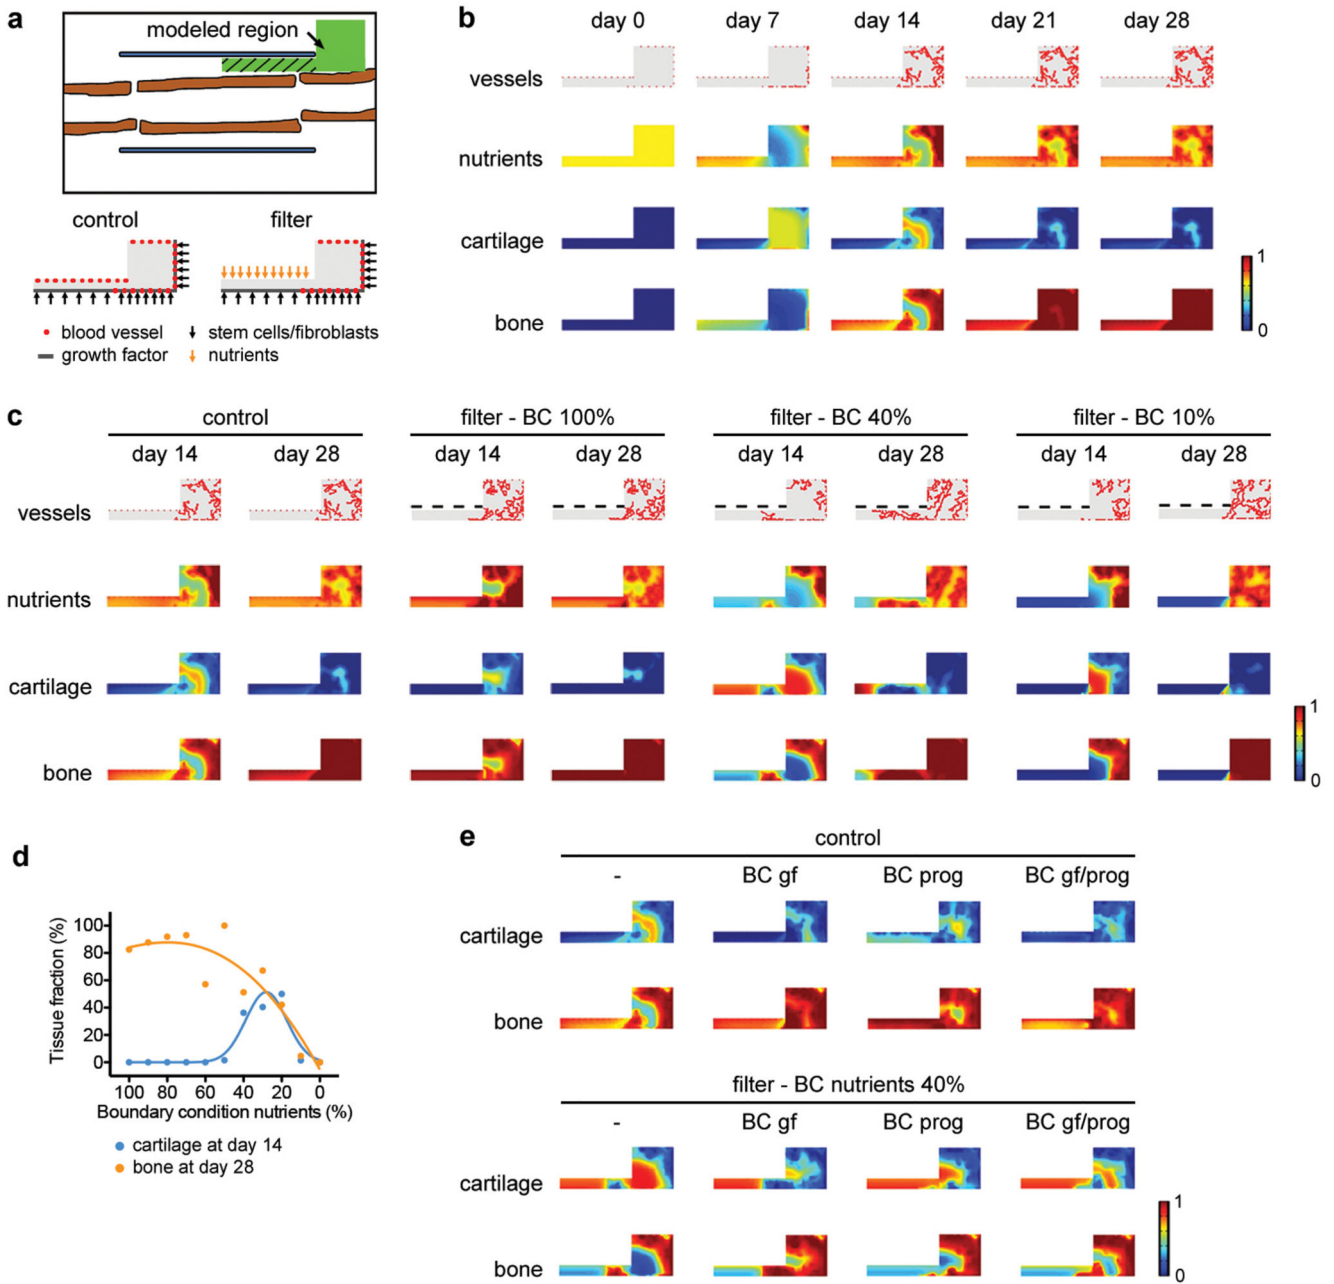 a
modeled region
control filter
blood vessel stem cells/fibroblasts
growth factor nutrients
b
day 0 day 7 day 14 day 21 day 28
vessels
nutrients
cartilage
bone
1
0
c
control filter - BC 100% filter - BC 40% filter - BC 10%
day 14 day 28 day 14 day 28 day 14 day 28 day 14 day 28
vessels
nutrients
cartilage
bone
1
0
d
Tissue fraction (%)
100
80
60
40
20
0
100 80 60 40 20 0
Boundary condition nutrients (%)
cartilage at day 14
bone at day 28
e
control
- BC gf BC prog BC gf/prog
cartilage
bone
filter - BC nutrients 40%
- BC gf BC prog BC gf/prog
cartilage
bone
1
0